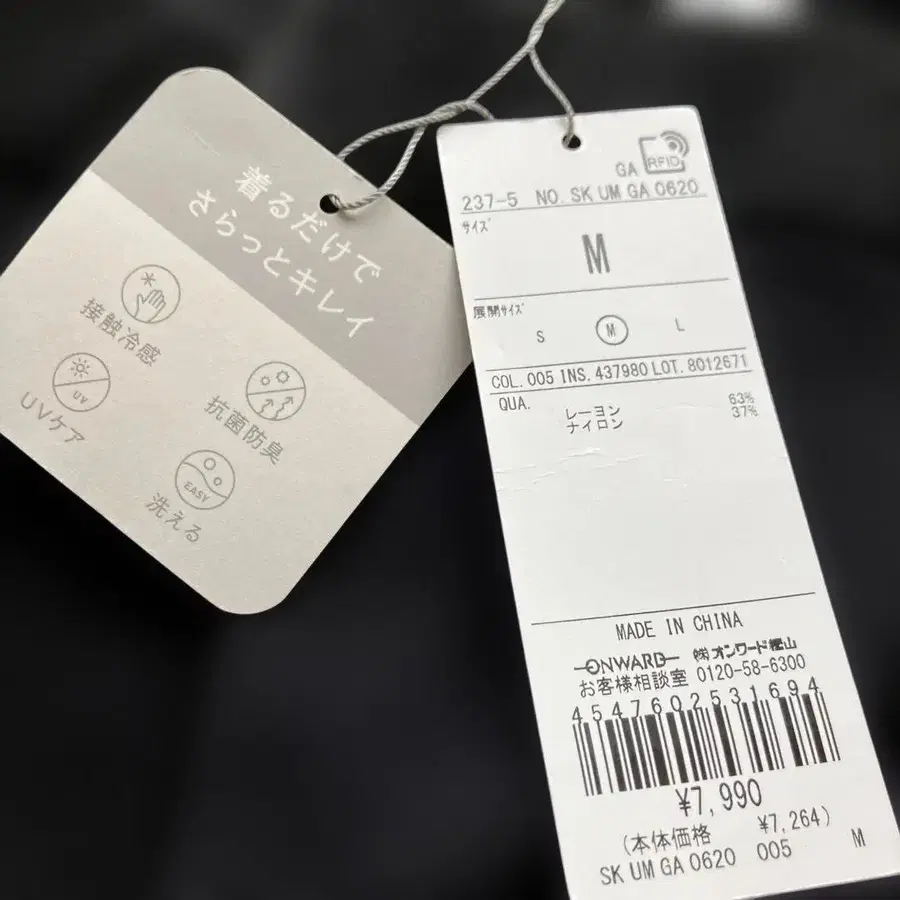 着るだけで
さらっとキレイ
接触冷感
UV
UVケア
抗菌防臭
EASY
洗える
GA RFID
237-5 NO. SK UM GA 0620
サイズ
M
展開サイズ
S M L
COL. 005 INS. 437980 LOT. 8012671
QUA.
レーヨン 63%
ナイロン 37%
MADE IN CHINA
ONWARD ㈱オンワード樫山
お客様相談室 0120-58-6300
4547602531694
¥7,990
(本体価格 ¥7,264)
SK UM GA 0620 005 M